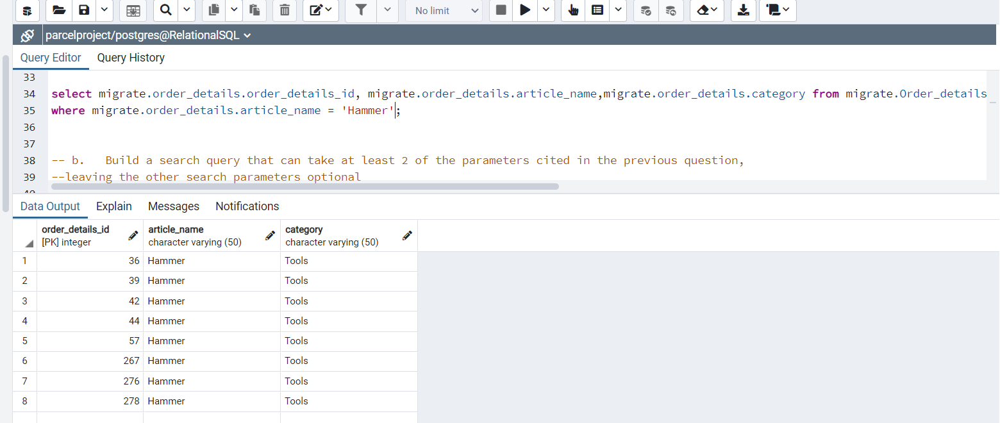 No limit
parcelproject/postgres@RelationalSQL
Query Editor Query History
33
34 select migrate.order_details.order_details_id, migrate.order_details.article_name,migrate.order_details.category from migrate.Order_details
35 where migrate.order_details.article_name = 'Hammer';
36
37
38 -- b. Build a search query that can take at least 2 of the parameters cited in the previous question,
39 --leaving the other search parameters optional
40
Data Output Explain Messages Notifications
order_details_id article_name category
[PK] integer character varying (50) character varying (50)
1 36 Hammer Tools
2 39 Hammer Tools
3 42 Hammer Tools
4 44 Hammer Tools
5 57 Hammer Tools
6 267 Hammer Tools
7 276 Hammer Tools
8 278 Hammer Tools